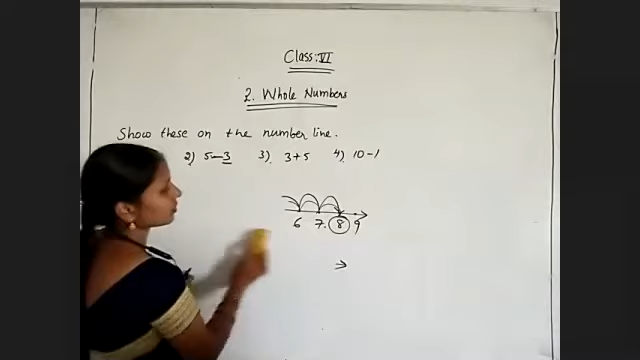 Class: VI
2. Whole Numbers
Show these on the number line.
2) 5-3 3) 3+5 4) 10-1
6 7 8 9